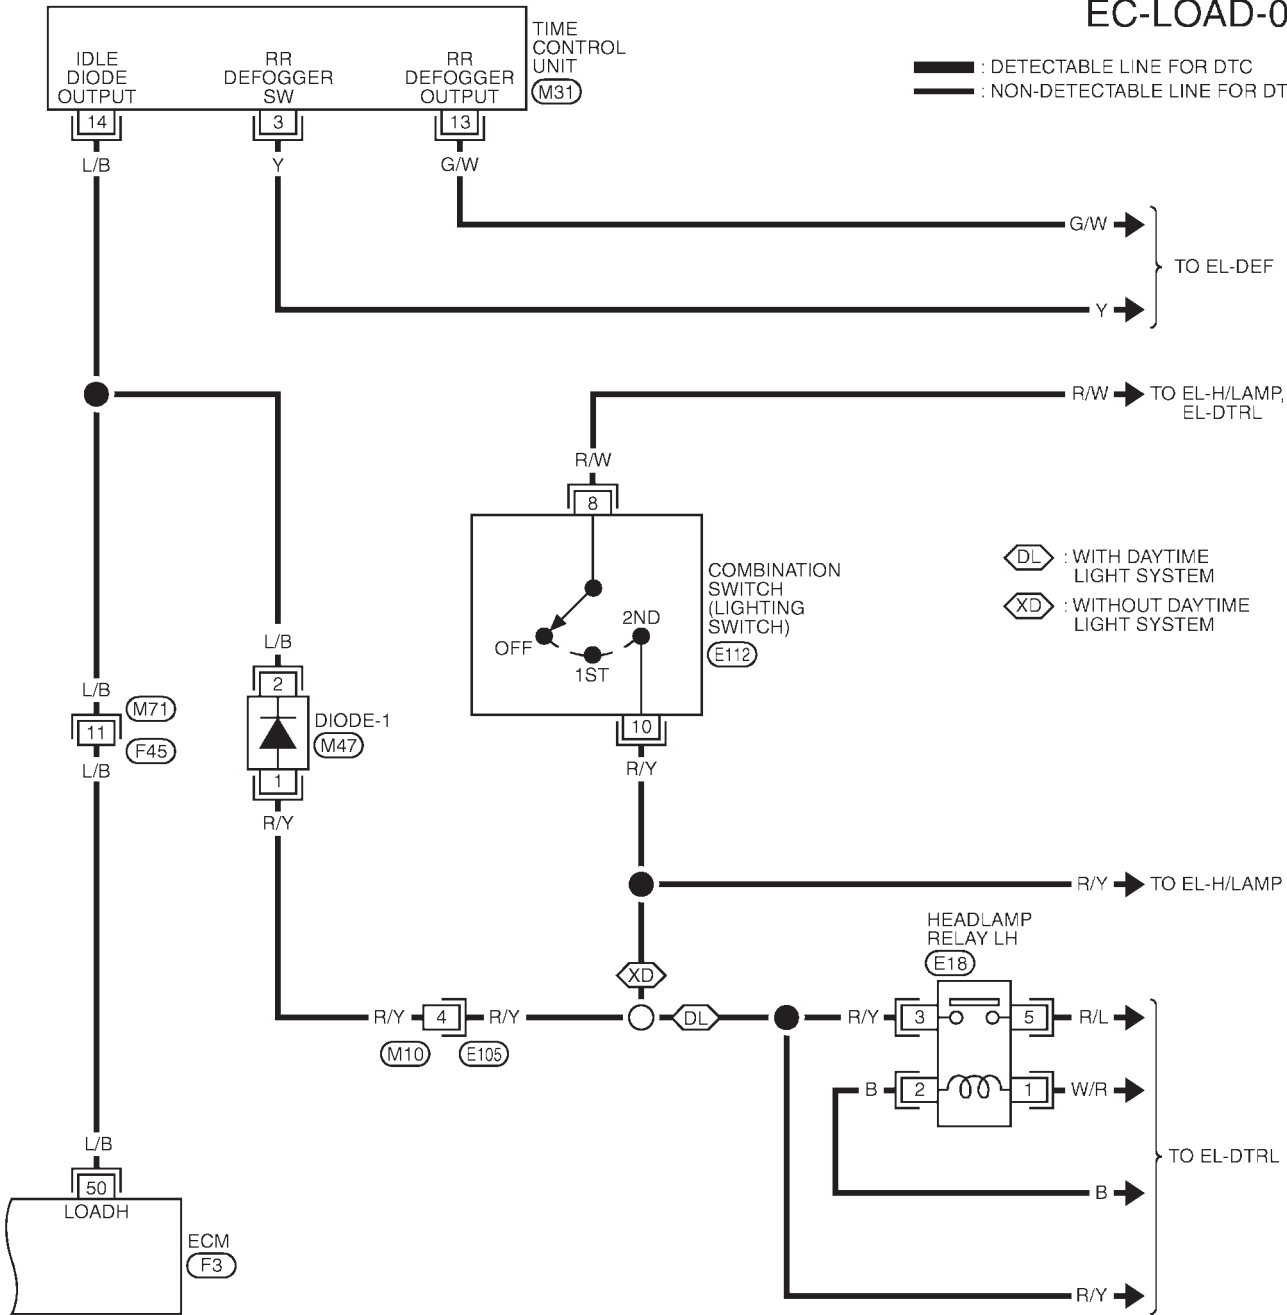 EC-LOAD-0
TIME
CONTROL
UNIT
M31
IDLE
DIODE
OUTPUT
RR
DEFOGGER
SW
RR
DEFOGGER
OUTPUT
: DETECTABLE LINE FOR DTC
: NON-DETECTABLE LINE FOR DT
14
3
13
L/B
Y
G/W
G/W
TO EL-DEF
Y
R/W
TO EL-H/LAMP,
EL-DTRL
R/W
8
DL : WITH DAYTIME
LIGHT SYSTEM
XD : WITHOUT DAYTIME
LIGHT SYSTEM
COMBINATION
SWITCH
(LIGHTING
SWITCH)
E112
OFF
1ST
2ND
L/B
2
DIODE-1
M47
1
R/Y
L/B
M71
11
F45
L/B
10
R/Y
R/Y
TO EL-H/LAMP
HEADLAMP
RELAY LH
E18
XD
R/Y
4
R/Y
M10
E105
DL
R/Y
3
5
R/L
B
2
1
W/R
TO EL-DTRL
B
R/Y
L/B
50
LOADH
ECM
F3